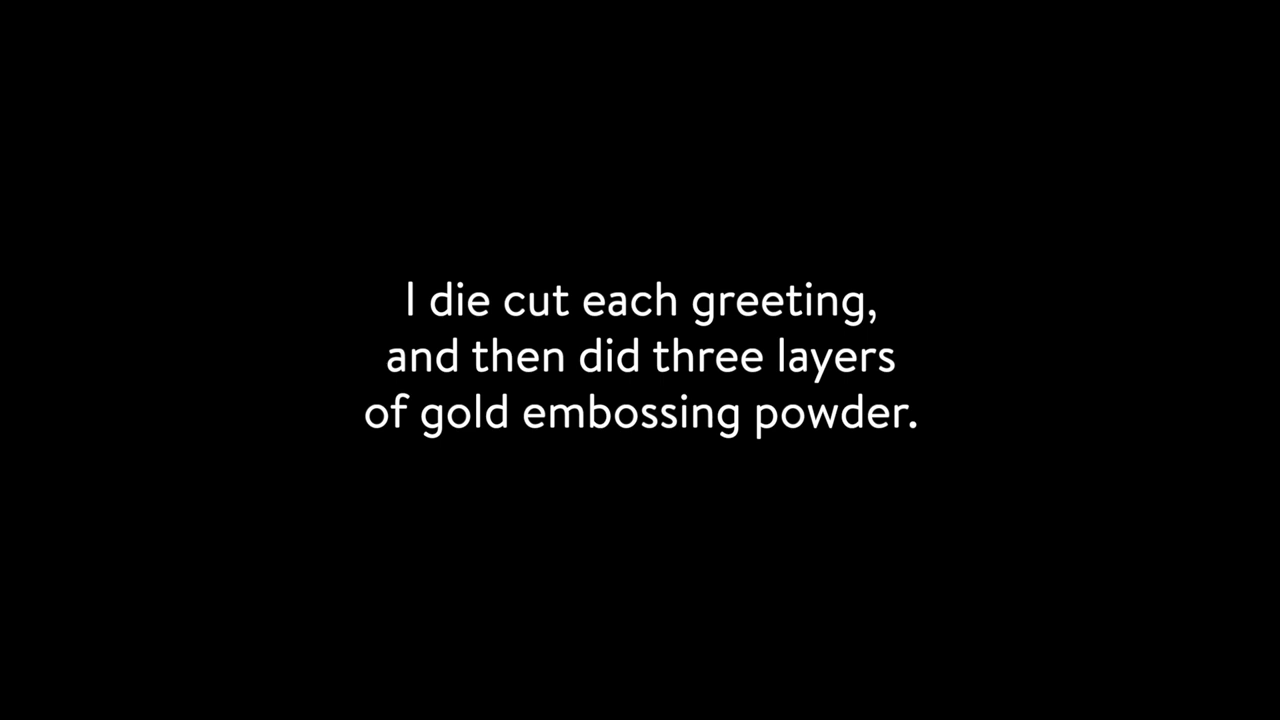 I die cut each greeting,
and then did three layers
of gold embossing powder.